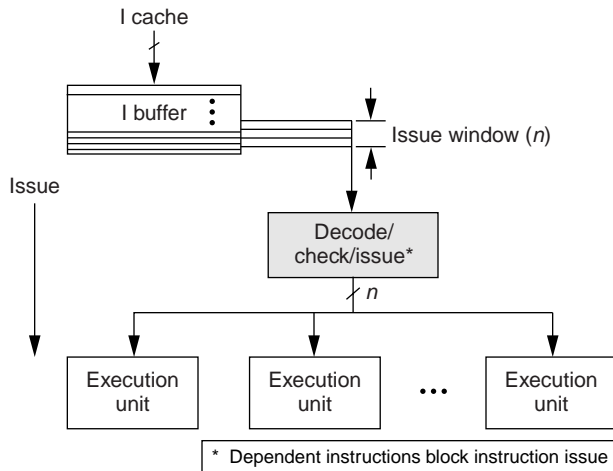 I cache
I buffer
Issue window (n)
Issue
Decode/
check/issue*
n
Execution
unit
Execution
unit
Execution
unit
* Dependent instructions block instruction issue